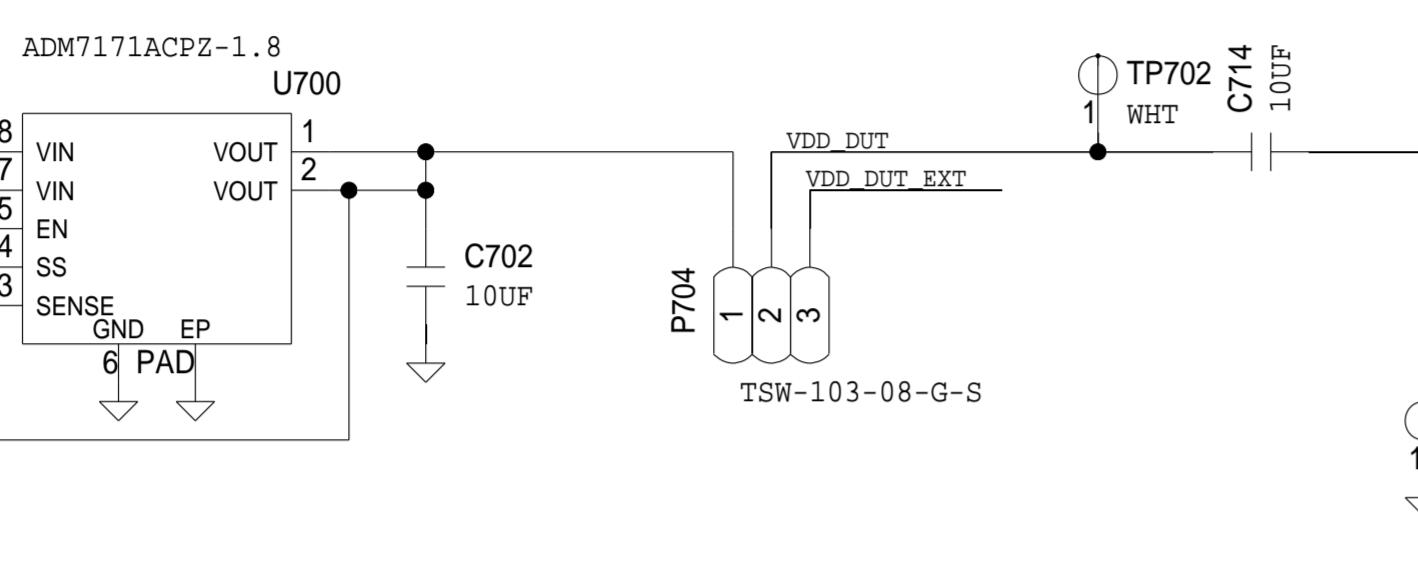 ADM7171ACPZ-1.8
U700
8 VIN VOUT 1
7 VIN VOUT 2
5 EN
4 SS
3 SENSE
GND EP
6 PAD
C702
10UF
P704
1 2 3
TSW-103-08-G-S
VDD_DUT
VDD_DUT_EXT
TP702
1 WHT
C714
10UF
1